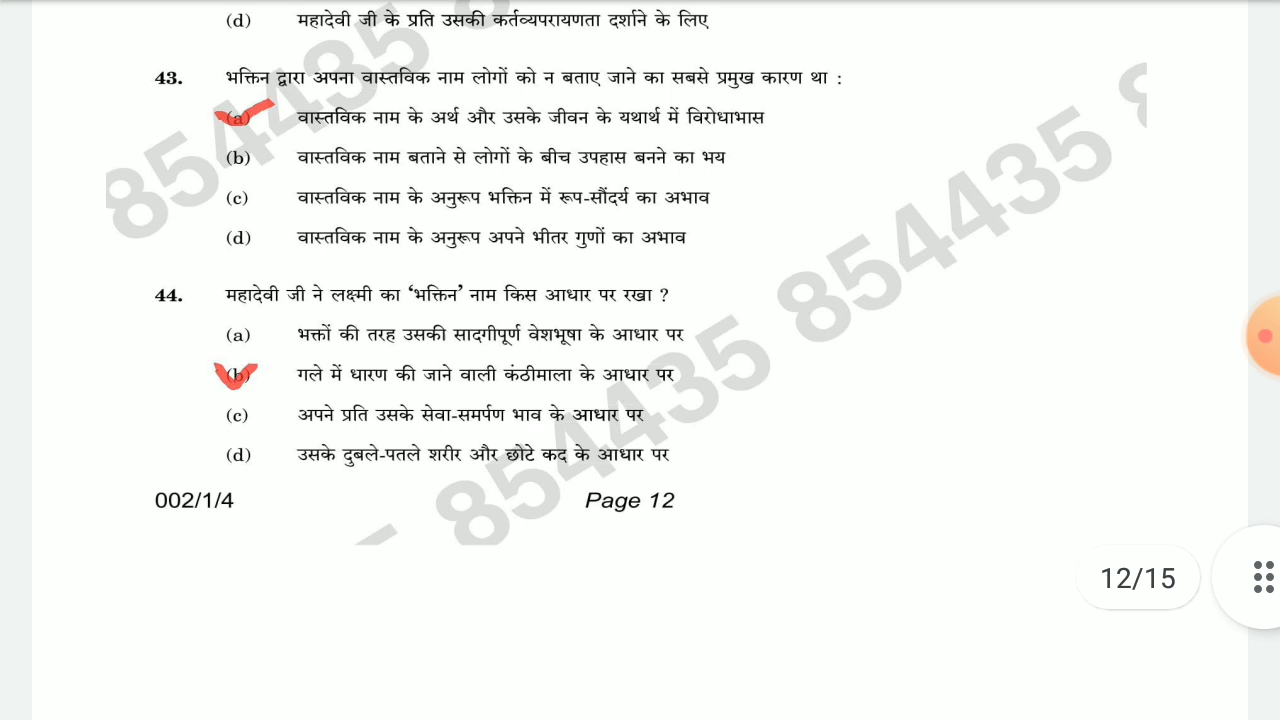 (d) महादेवी जी के प्रति उसकी कर्तव्यपरायणता दर्शाने के लिए
43. भक्तिन द्वारा अपना वास्तविक नाम लोगों को न बताए जाने का सबसे प्रमुख कारण था :
(a) वास्तविक नाम के अर्थ और उसके जीवन के यथार्थ में विरोधाभास
(b) वास्तविक नाम बताने से लोगों के बीच उपहास बनने का भय
(c) वास्तविक नाम के अनुरूप भक्तिन में रूप-सौंदर्य का अभाव
(d) वास्तविक नाम के अनुरूप अपने भीतर गुणों का अभाव
44. महादेवी जी ने लक्ष्मी का ‘भक्तिन’ नाम किस आधार पर रखा ?
(a) भक्तों की तरह उसकी सादगीपूर्ण वेशभूषा के आधार पर
(b) गले में धारण की जाने वाली कंठीमाला के आधार पर
(c) अपने प्रति उसके सेवा-समर्पण भाव के आधार पर
(d) उसके दुबले-पतले शरीर और छोटे कद के आधार पर
002/1/4 Page 12
12/15
854435
854435
854435
854435